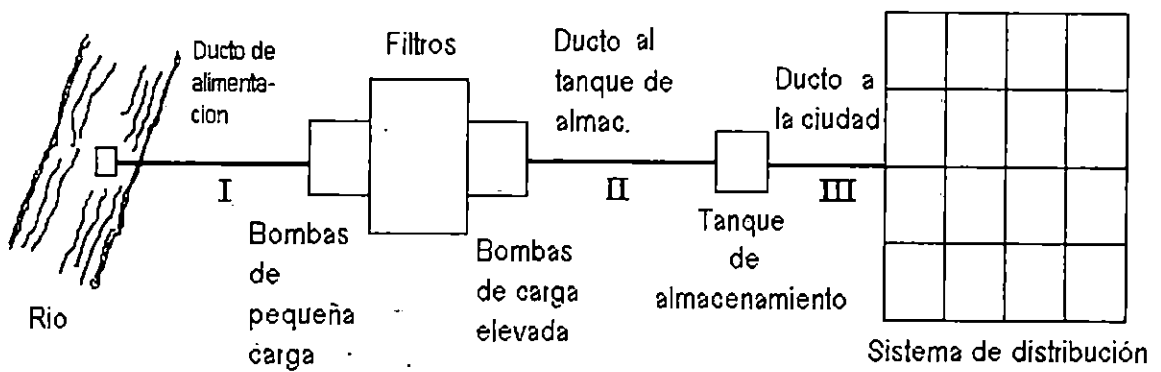 Ducto de
alimenta-
cion
Filtros
Ducto al
tanque de
almac.
Ducto a
la ciudad
I
II
III
Rio
Bombas
de
pequeña
carga
Bombas
de carga
elevada
Tanque
de
almacenamiento
Sistema de distribución